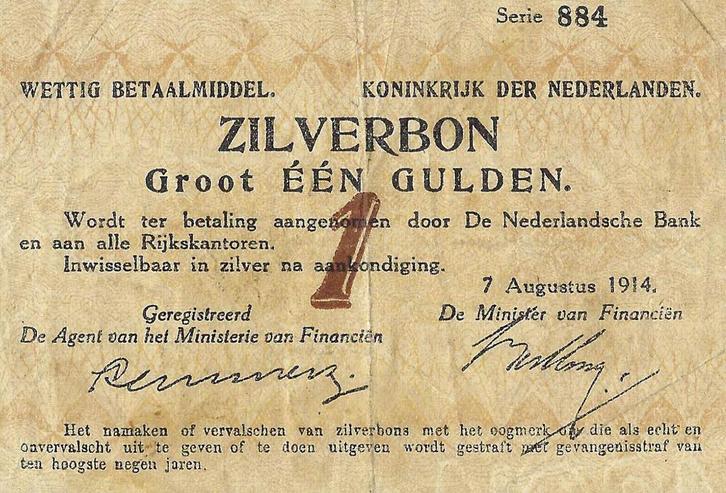 Serie 884
WETTIG BETAALMIDDEL. KONINKRIJK DER NEDERLANDEN.
ZILVERBON
Groot ÉÉN GULDEN.
1
Wordt ter betaling aangenomen door De Nederlandsche Bank
en aan alle Rijkskantoren.
Inwisselbaar in zilver na aankondiging.
7 Augustus 1914.
Geregistreerd De Minister van Financiën
De Agent van het Ministerie van Financiën
Het namaken of vervalschen van zilverbons met het oogmerk om die als echt en
onvervalscht uit te geven of te doen uitgeven wordt gestraft met gevangenisstraf van
ten hoogste negen jaren.